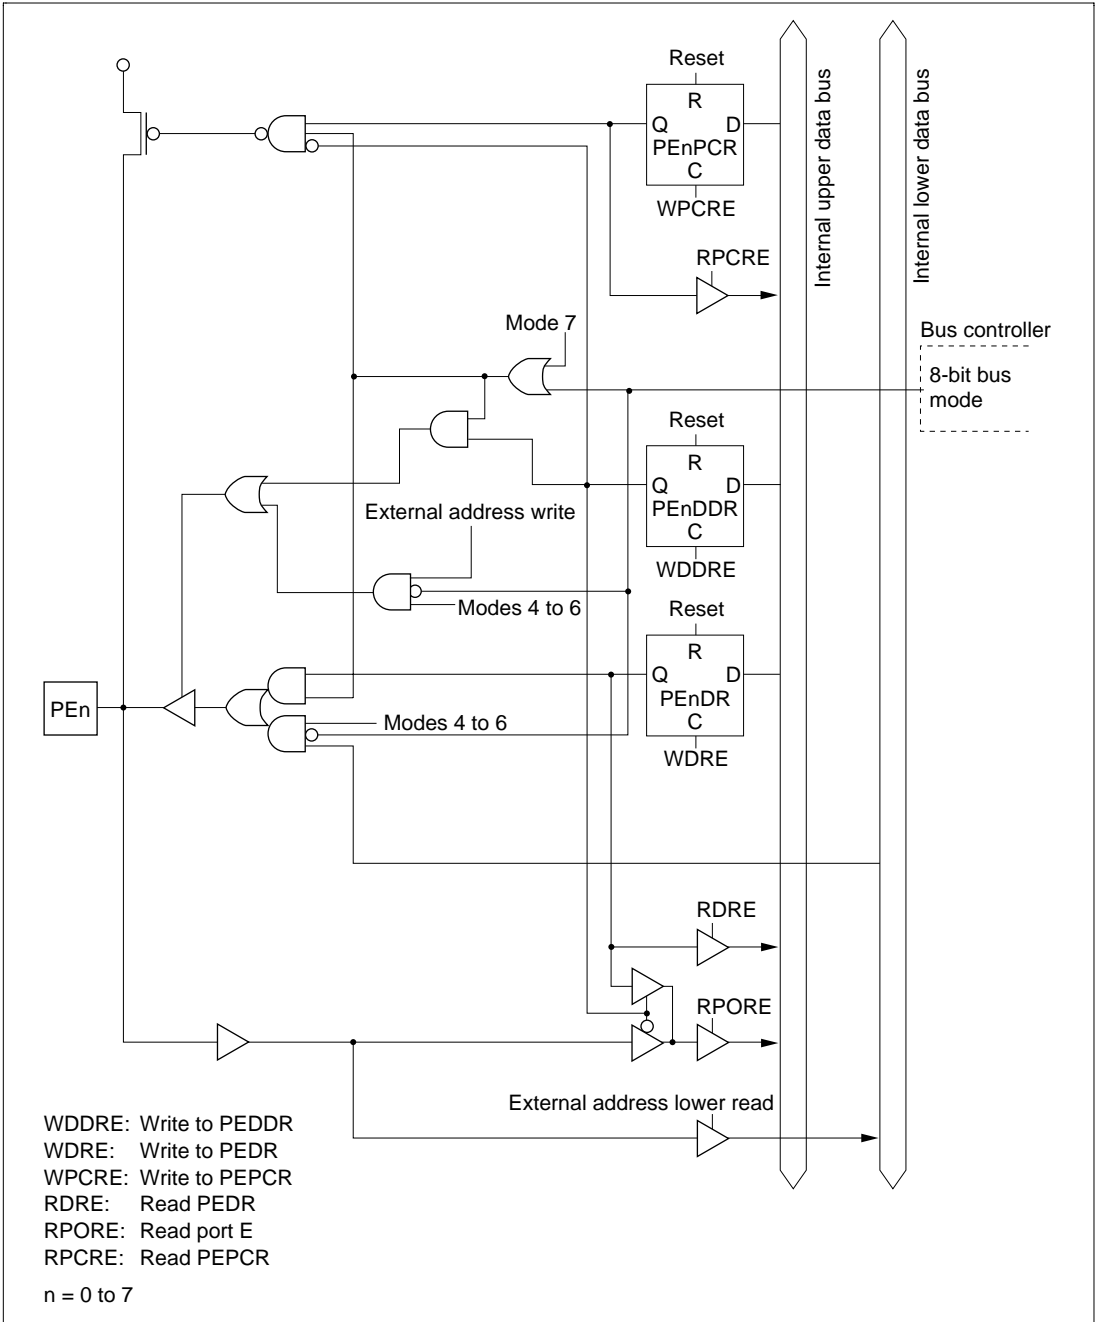 Reset
R
Q D
PEnPCR
C
WPCRE
Internal upper data bus
Internal lower data bus
RPCRE
Mode 7
Bus controller
8-bit bus
mode
Reset
R
Q D
PEnDDR
C
WDDRE
External address write
Modes 4 to 6
Reset
R
Q D
PEnDR
C
WDRE
PEn
Modes 4 to 6
RDRE
RPORE
External address lower read
WDDRE: Write to PEDDR
WDRE: Write to PEDR
WPCRE: Write to PEPCR
RDRE: Read PEDR
RPORE: Read port E
RPCRE: Read PEPCR
n = 0 to 7